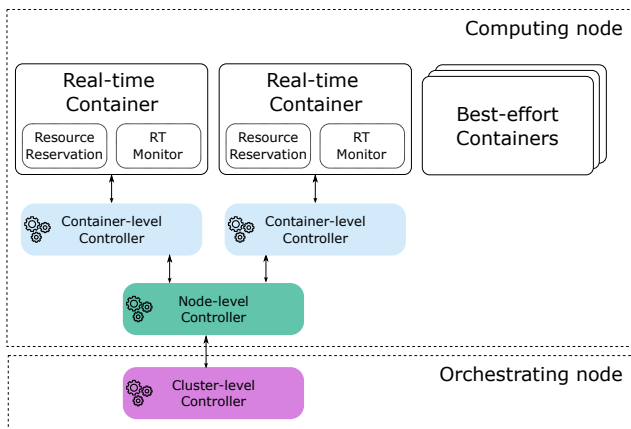 Computing node
Real-time
Container
Resource
Reservation
RT
Monitor
Real-time
Container
Resource
Reservation
RT
Monitor
Best-effort
Containers
Container-level
Controller
Container-level
Controller
Node-level
Controller
Orchestrating node
Cluster-level
Controller